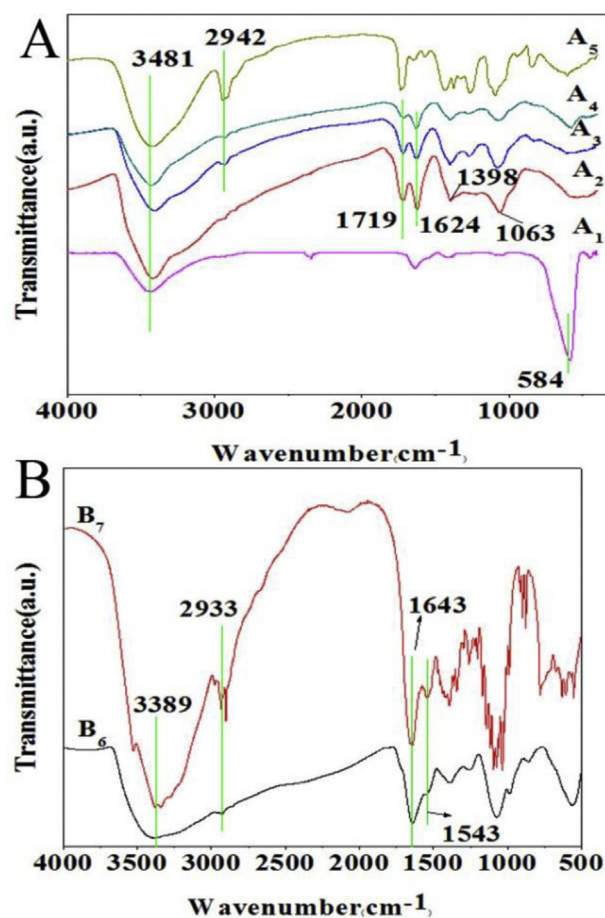 A
3481
2942
A5
A4
A3
A2
A1
1719
1624
1398
1063
584
Transmittance(a.u.)
4000
3000
2000
1000
Wavenumber(cm-1)
B
B7
2933
1643
3389
B6
1543
Transmittance(a.u.)
4000
3500
3000
2500
2000
1500
1000
500
Wavenumber(cm-1)